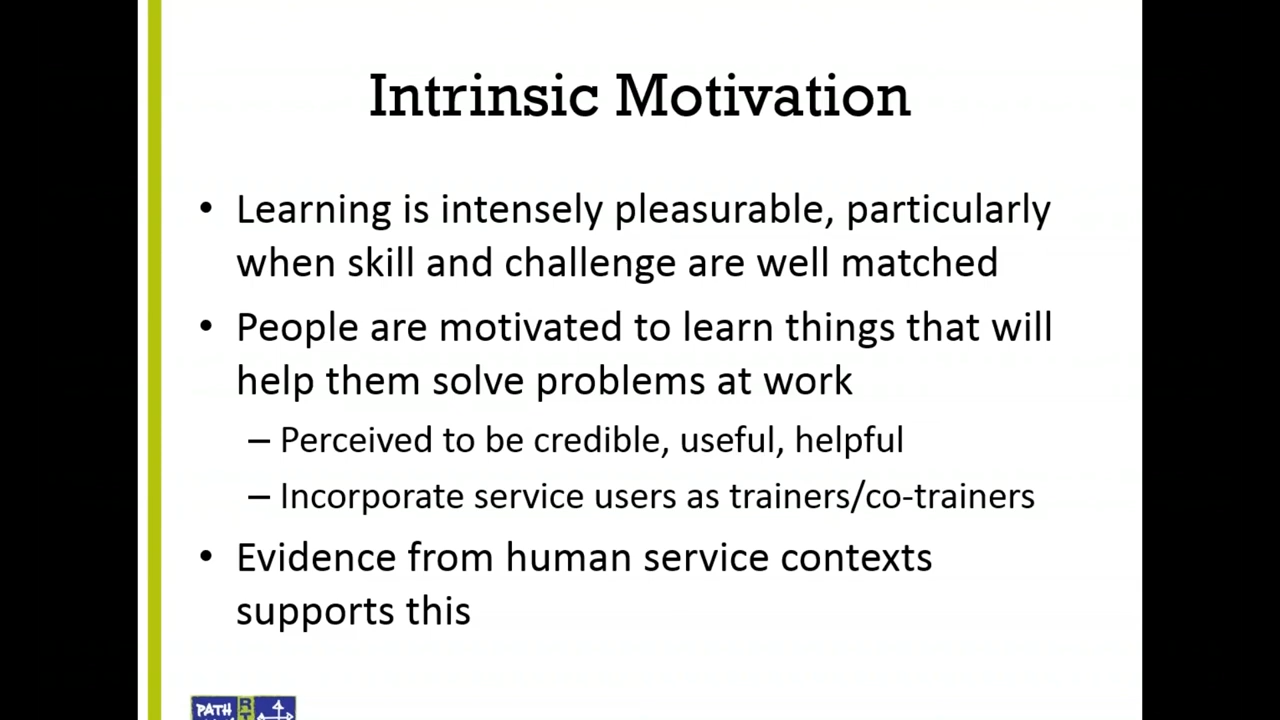 Intrinsic Motivation
• Learning is intensely pleasurable, particularly
when skill and challenge are well matched
• People are motivated to learn things that will
help them solve problems at work
– Perceived to be credible, useful, helpful
– Incorporate service users as trainers/co-trainers
• Evidence from human service contexts
supports this
PATH